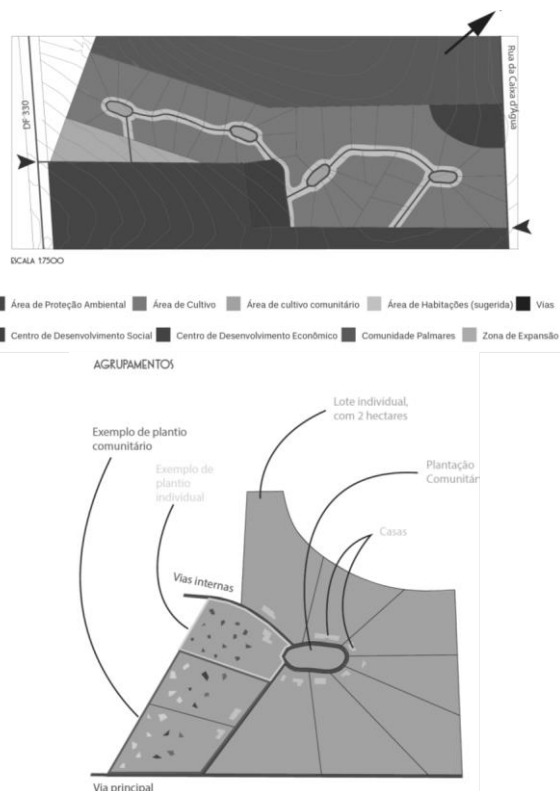 DF 330
Rua da Caixa d'Água
ESCALA 1:7500
Área de Proteção Ambiental
Área de Cultivo
Área de cultivo comunitário
Área de Habitações (sugerida)
Vias
Centro de Desenvolvimento Social
Centro de Desenvolvimento Econômico
Comunidade Palmares
Zona de Expansão
AGRUPAMENTOS
Lote individual,
com 2 hectares
Exemplo de plantio
comunitário
Exemplo de
plantio
individual
Plantação
Comunitár
Casas
Vias internas
Via principal